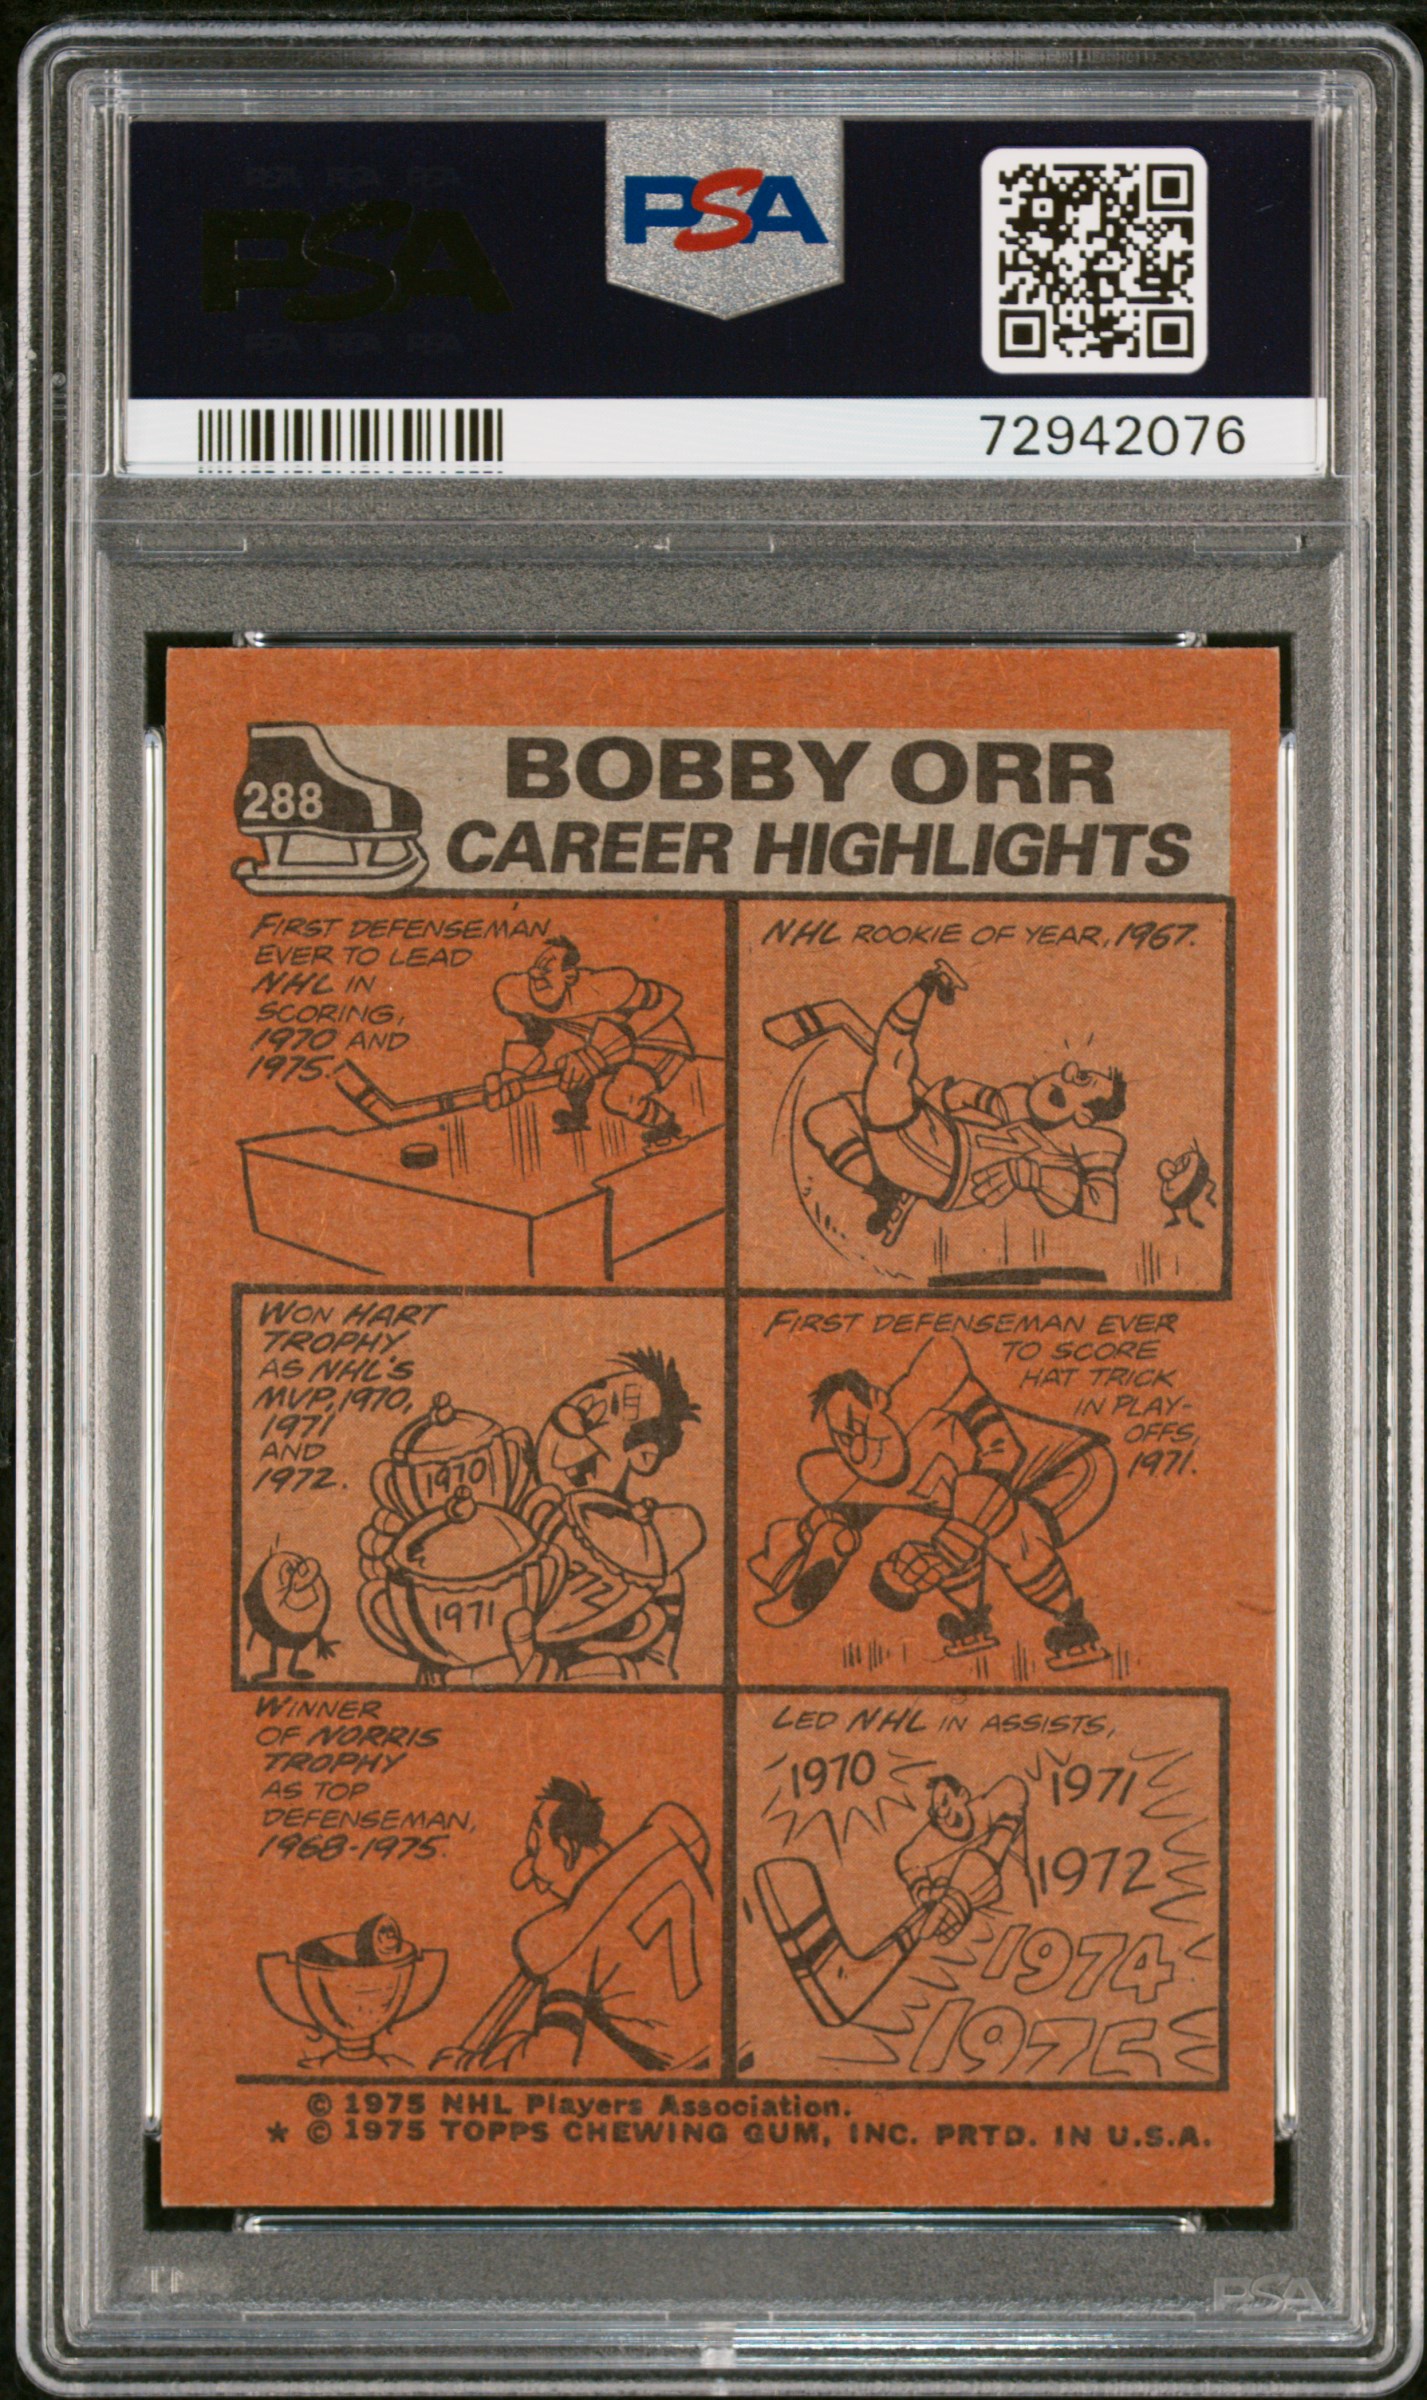 PSA
72942076
288
BOBBY ORR
CAREER HIGHLIGHTS
FIRST DEFENSEMAN
EVER TO LEAD
NHL IN
SCORING,
1970 AND
1975.
NHL ROOKIE OF YEAR, 1967.
7
WON HART
TROPHY
AS NHL'S
MVP, 1970,
1971
AND
1972.
1970
1971
FIRST DEFENSEMAN EVER
TO SCORE
HAT TRICK
IN PLAY-
OFFS,
1971.
7
WINNER
OF NORRIS
TROPHY
AS TOP
DEFENSEMAN,
1968-1975.
7
LED NHL IN ASSISTS,
1970
1971
1972
1974
1975
© 1975 NHL Players Association.
★ © 1975 TOPPS CHEWING GUM, INC. PRTD. IN U.S.A.
PSA